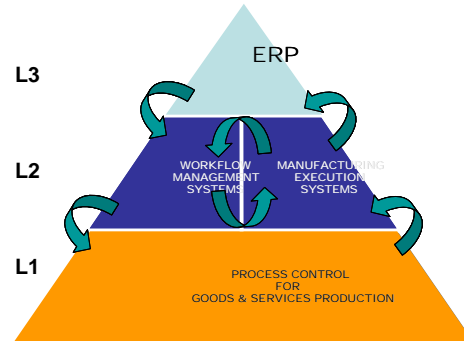 L3
ERP
L2
WORKFLOW
MANAGEMENT
SYSTEMS
MANUFACTURING
EXECUTION
SYSTEMS
L1
PROCESS CONTROL
FOR
GOODS & SERVICES PRODUCTION